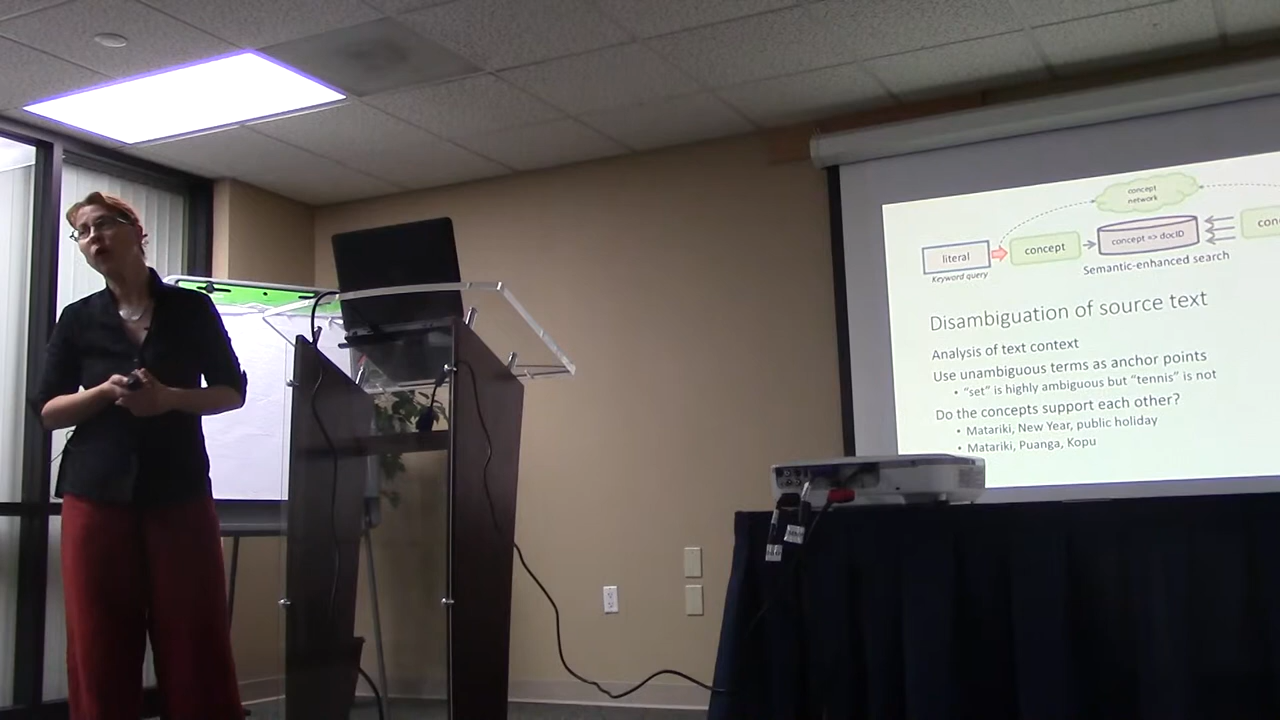 concept
network
literal
concept
concept => docID
Keyword query
Semantic-enhanced search
Disambiguation of source text
Analysis of text context
Use unambiguous terms as anchor points
• "set" is highly ambiguous but "tennis" is not
Do the concepts support each other?
• Matariki, New Year, public holiday
• Matariki, Puanga, Kopu